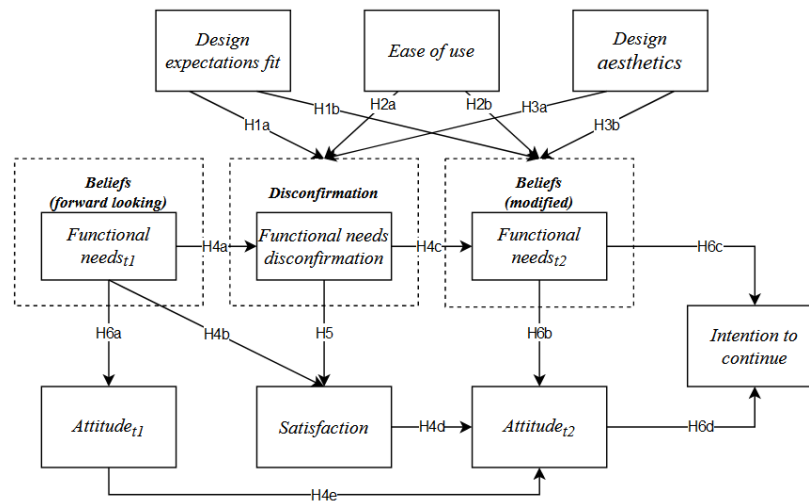 Design
expectations fit
Ease of use
Design
aesthetics
H1a
H1b
H2a
H2b
H3a
H3b
Beliefs
(forward looking)
Disconfirmation
Beliefs
(modified)
Functional
needst1
H4a
Functional needs
disconfirmation
H4c
Functional
needst2
H6c
H6a
H4b
H5
H6b
Intention to
continue
Attitudet1
Satisfaction
H4d
Attitudet2
H6d
H4e